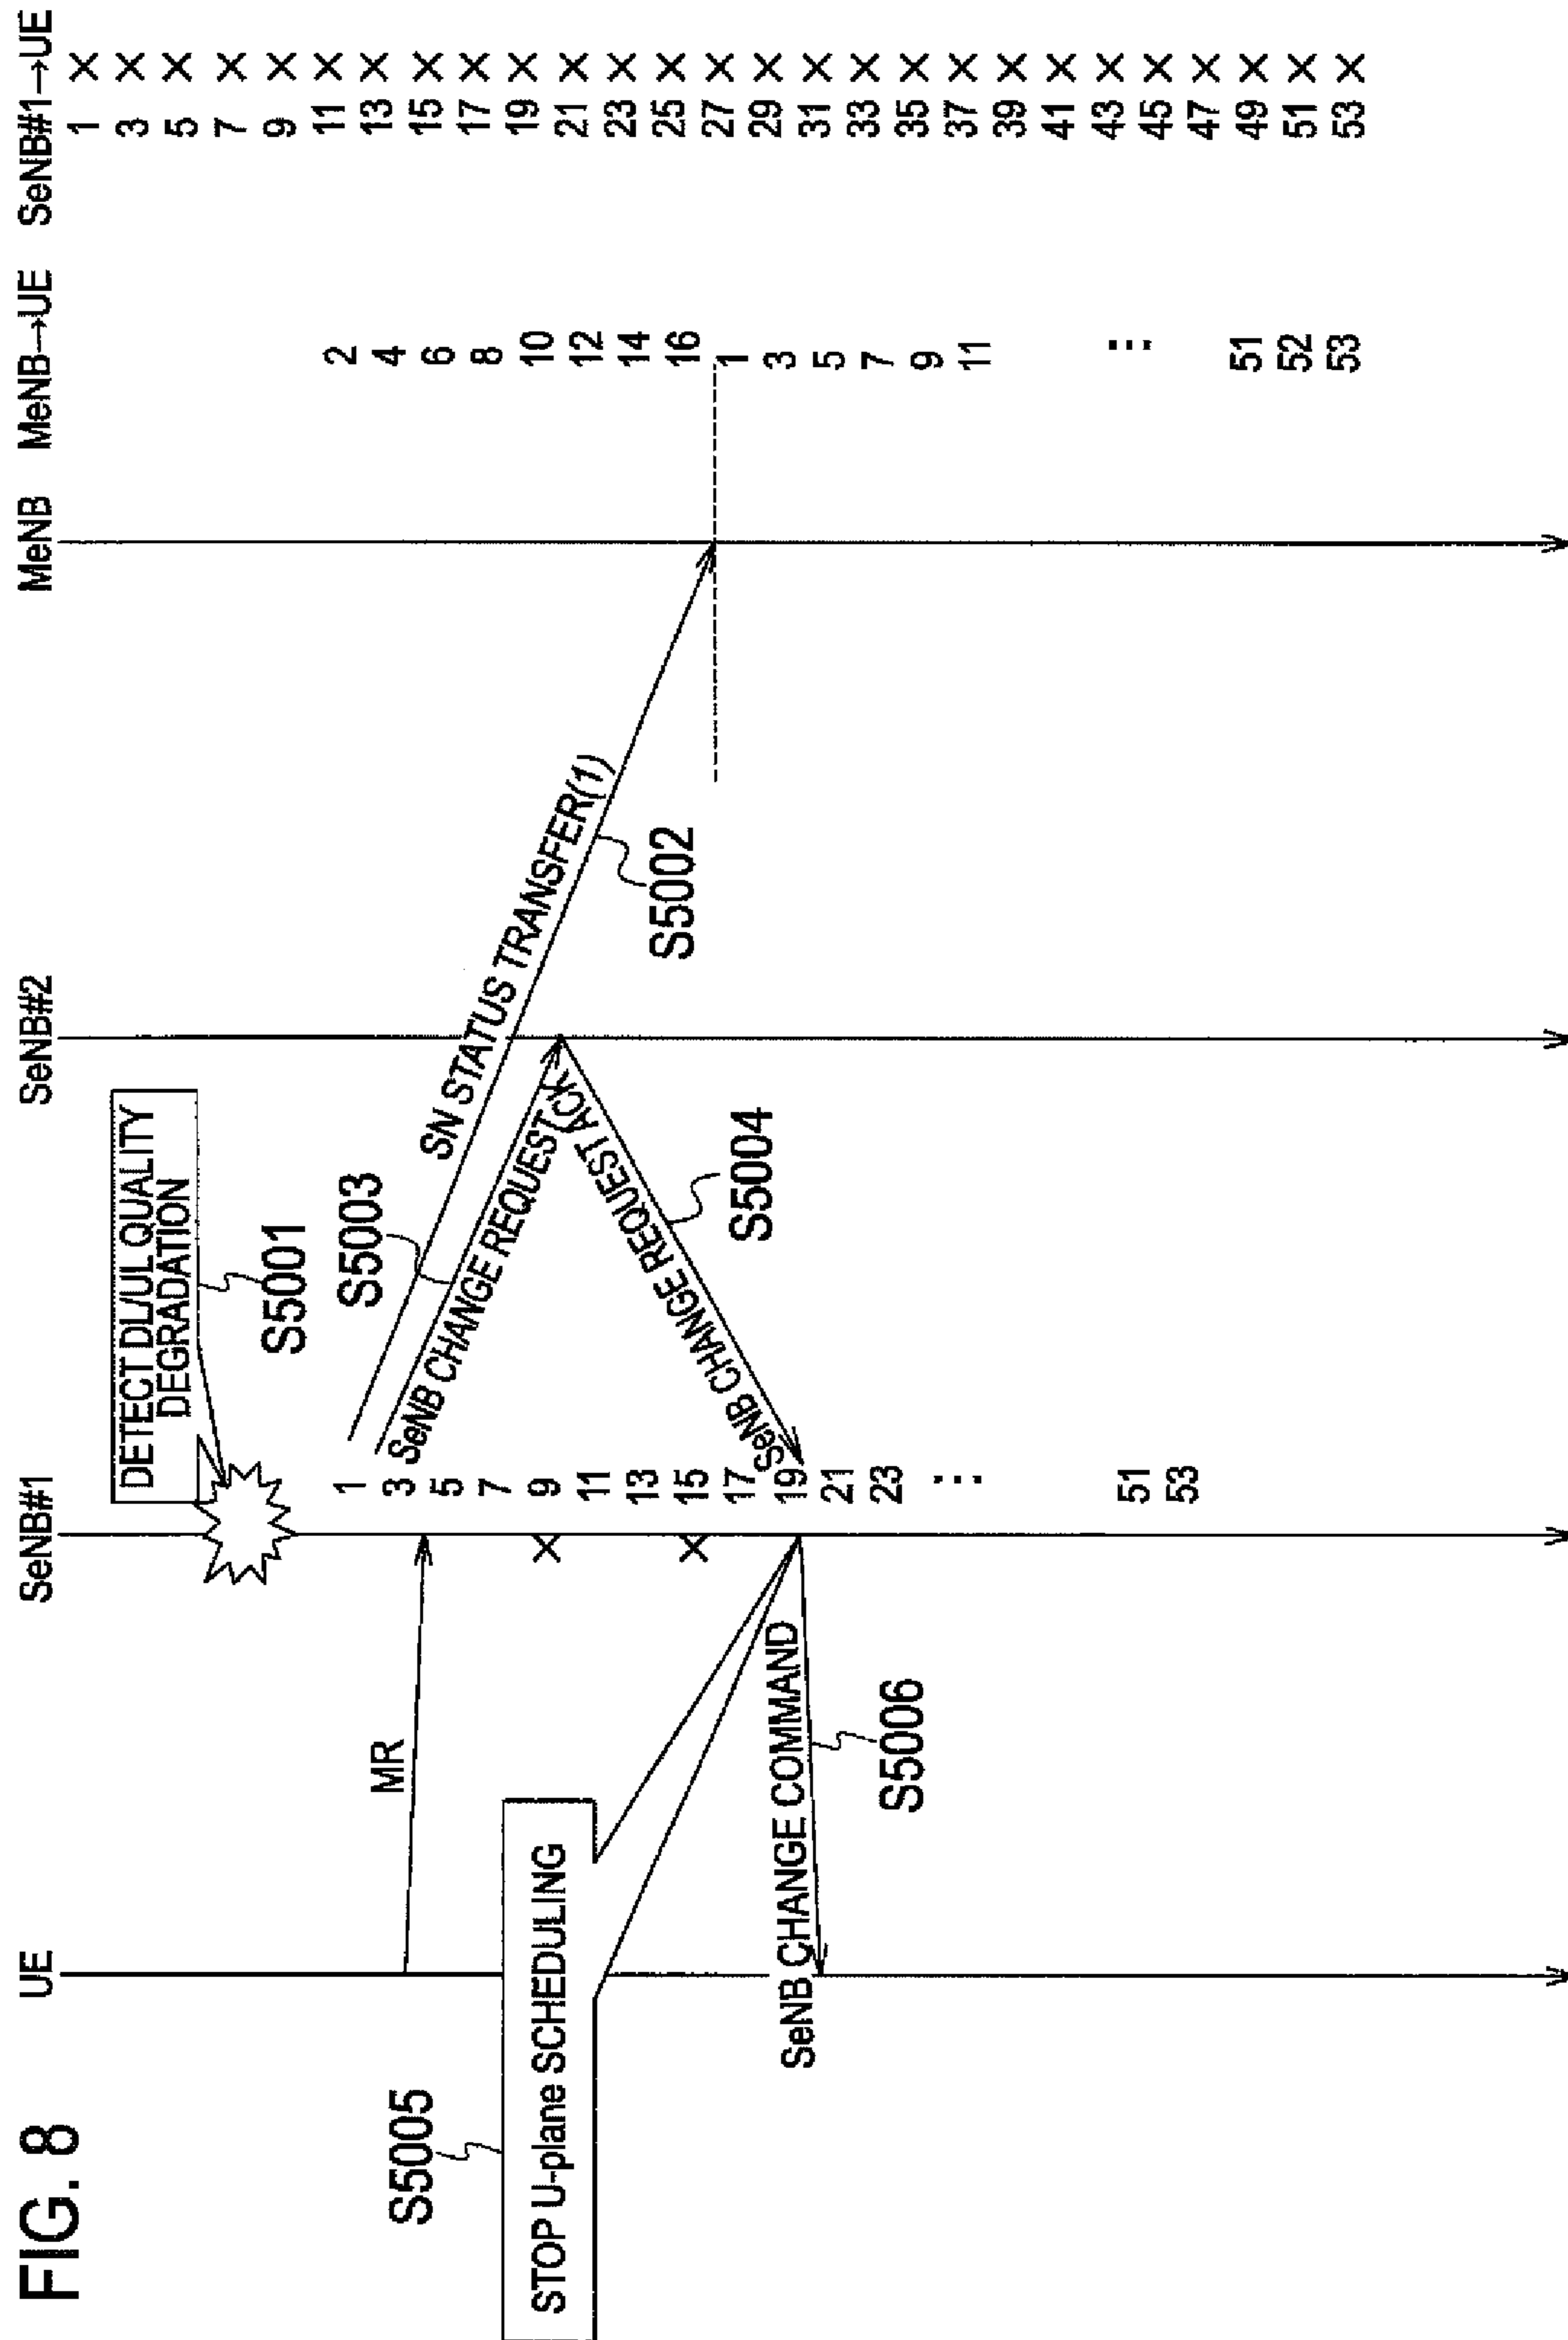 FIG. 8
UE
SeNB#1
SeNB#2
MeNB
MeNB→UE
SeNB#1→UE
DETECT DL/UL QUALITY
DEGRADATION
S5001
SN STATUS TRANSFER(1)
S5002
S5003
SeNB CHANGE REQUEST
SeNB CHANGE REQUEST ACK
S5004
MR
S5005
STOP U-plane SCHEDULING
SeNB CHANGE COMMAND
S5006
1
3
5
7
9
11
13
15
17
19
21
23
⋮
51
53
2
4
6
8
10
12
14
16
1
3
5
7
9
11
⋮
51
52
53
1 ×
3 ×
5 ×
7 ×
9 ×
11 ×
13 ×
15 ×
17 ×
19 ×
21 ×
23 ×
25 ×
27 ×
29 ×
31 ×
33 ×
35 ×
37 ×
39 ×
41 ×
43 ×
45 ×
47 ×
49 ×
51 ×
53 ×